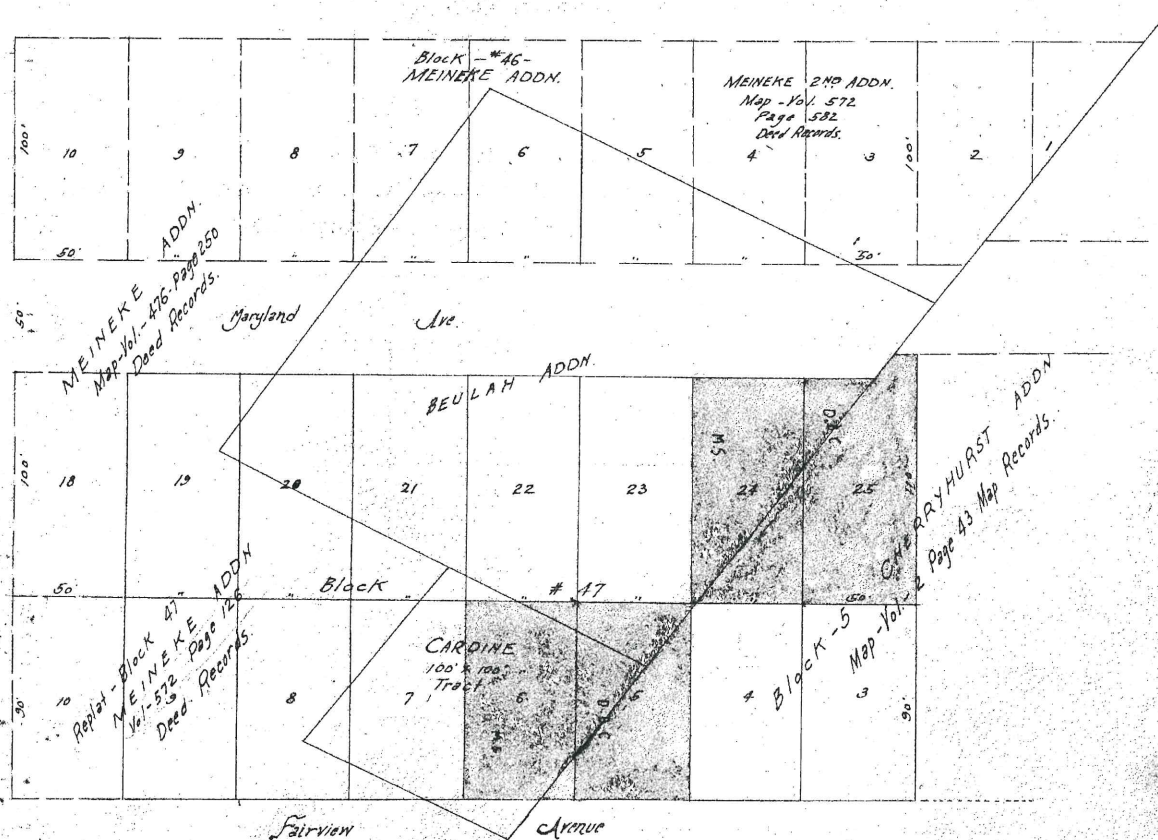 Block - #46 -
MEINEKE ADDN.
MEINEKE 2ND ADDN.
Map - Vol. 572
Page 582
Deed Records.
100'
10
9
8
7
6
5
4
3
100'
2
1
50'
"
"
50'
MEINEKE ADDN.
Map-Vol.-476-Page 250
Deed Records.
50'
Maryland Ave.
BEULAH ADDN.
100'
18
19
20
21
22
23
24
25
M.S
D.B.C
110'
CHERRYHURST ADDN
Map-Vol.-2 Page 43 Map Records.
BLOCK-5
50'
"
"
Block # 47
"
"
50'
Replat - Block 47
MEINEKE ADDN
Vol-572 Page 126
Deed. Records.
CARDINE
100' x 100'
Tract
90'
10
9
8
7
6
5
4
3
90'
M.S
Fairview Avenue